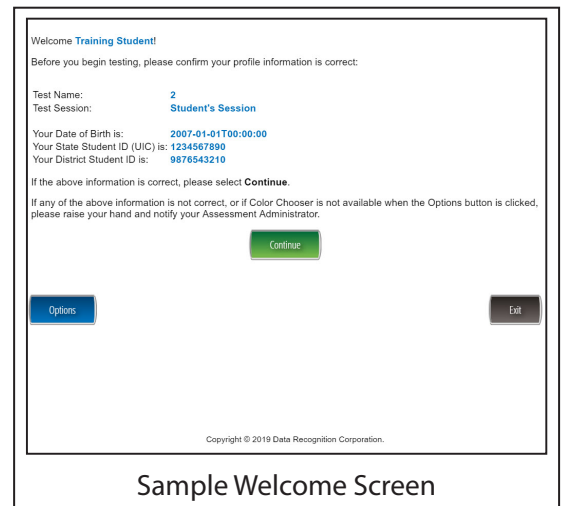 Welcome Training Student!
Before you begin testing, please confirm your profile information is correct:
Test Name: 2
Test Session: Student's Session
Your Date of Birth is: 2007-01-01T00:00:00
Your State Student ID (UIC) is: 1234567890
Your District Student ID is: 9876543210
If the above information is correct, please select Continue.
If any of the above information is not correct, or if Color Chooser is not available when the Options button is clicked,
please raise your hand and notify your Assessment Administrator.
Continue
Options Exit
Copyright © 2019 Data Recognition Corporation.
Sample Welcome Screen